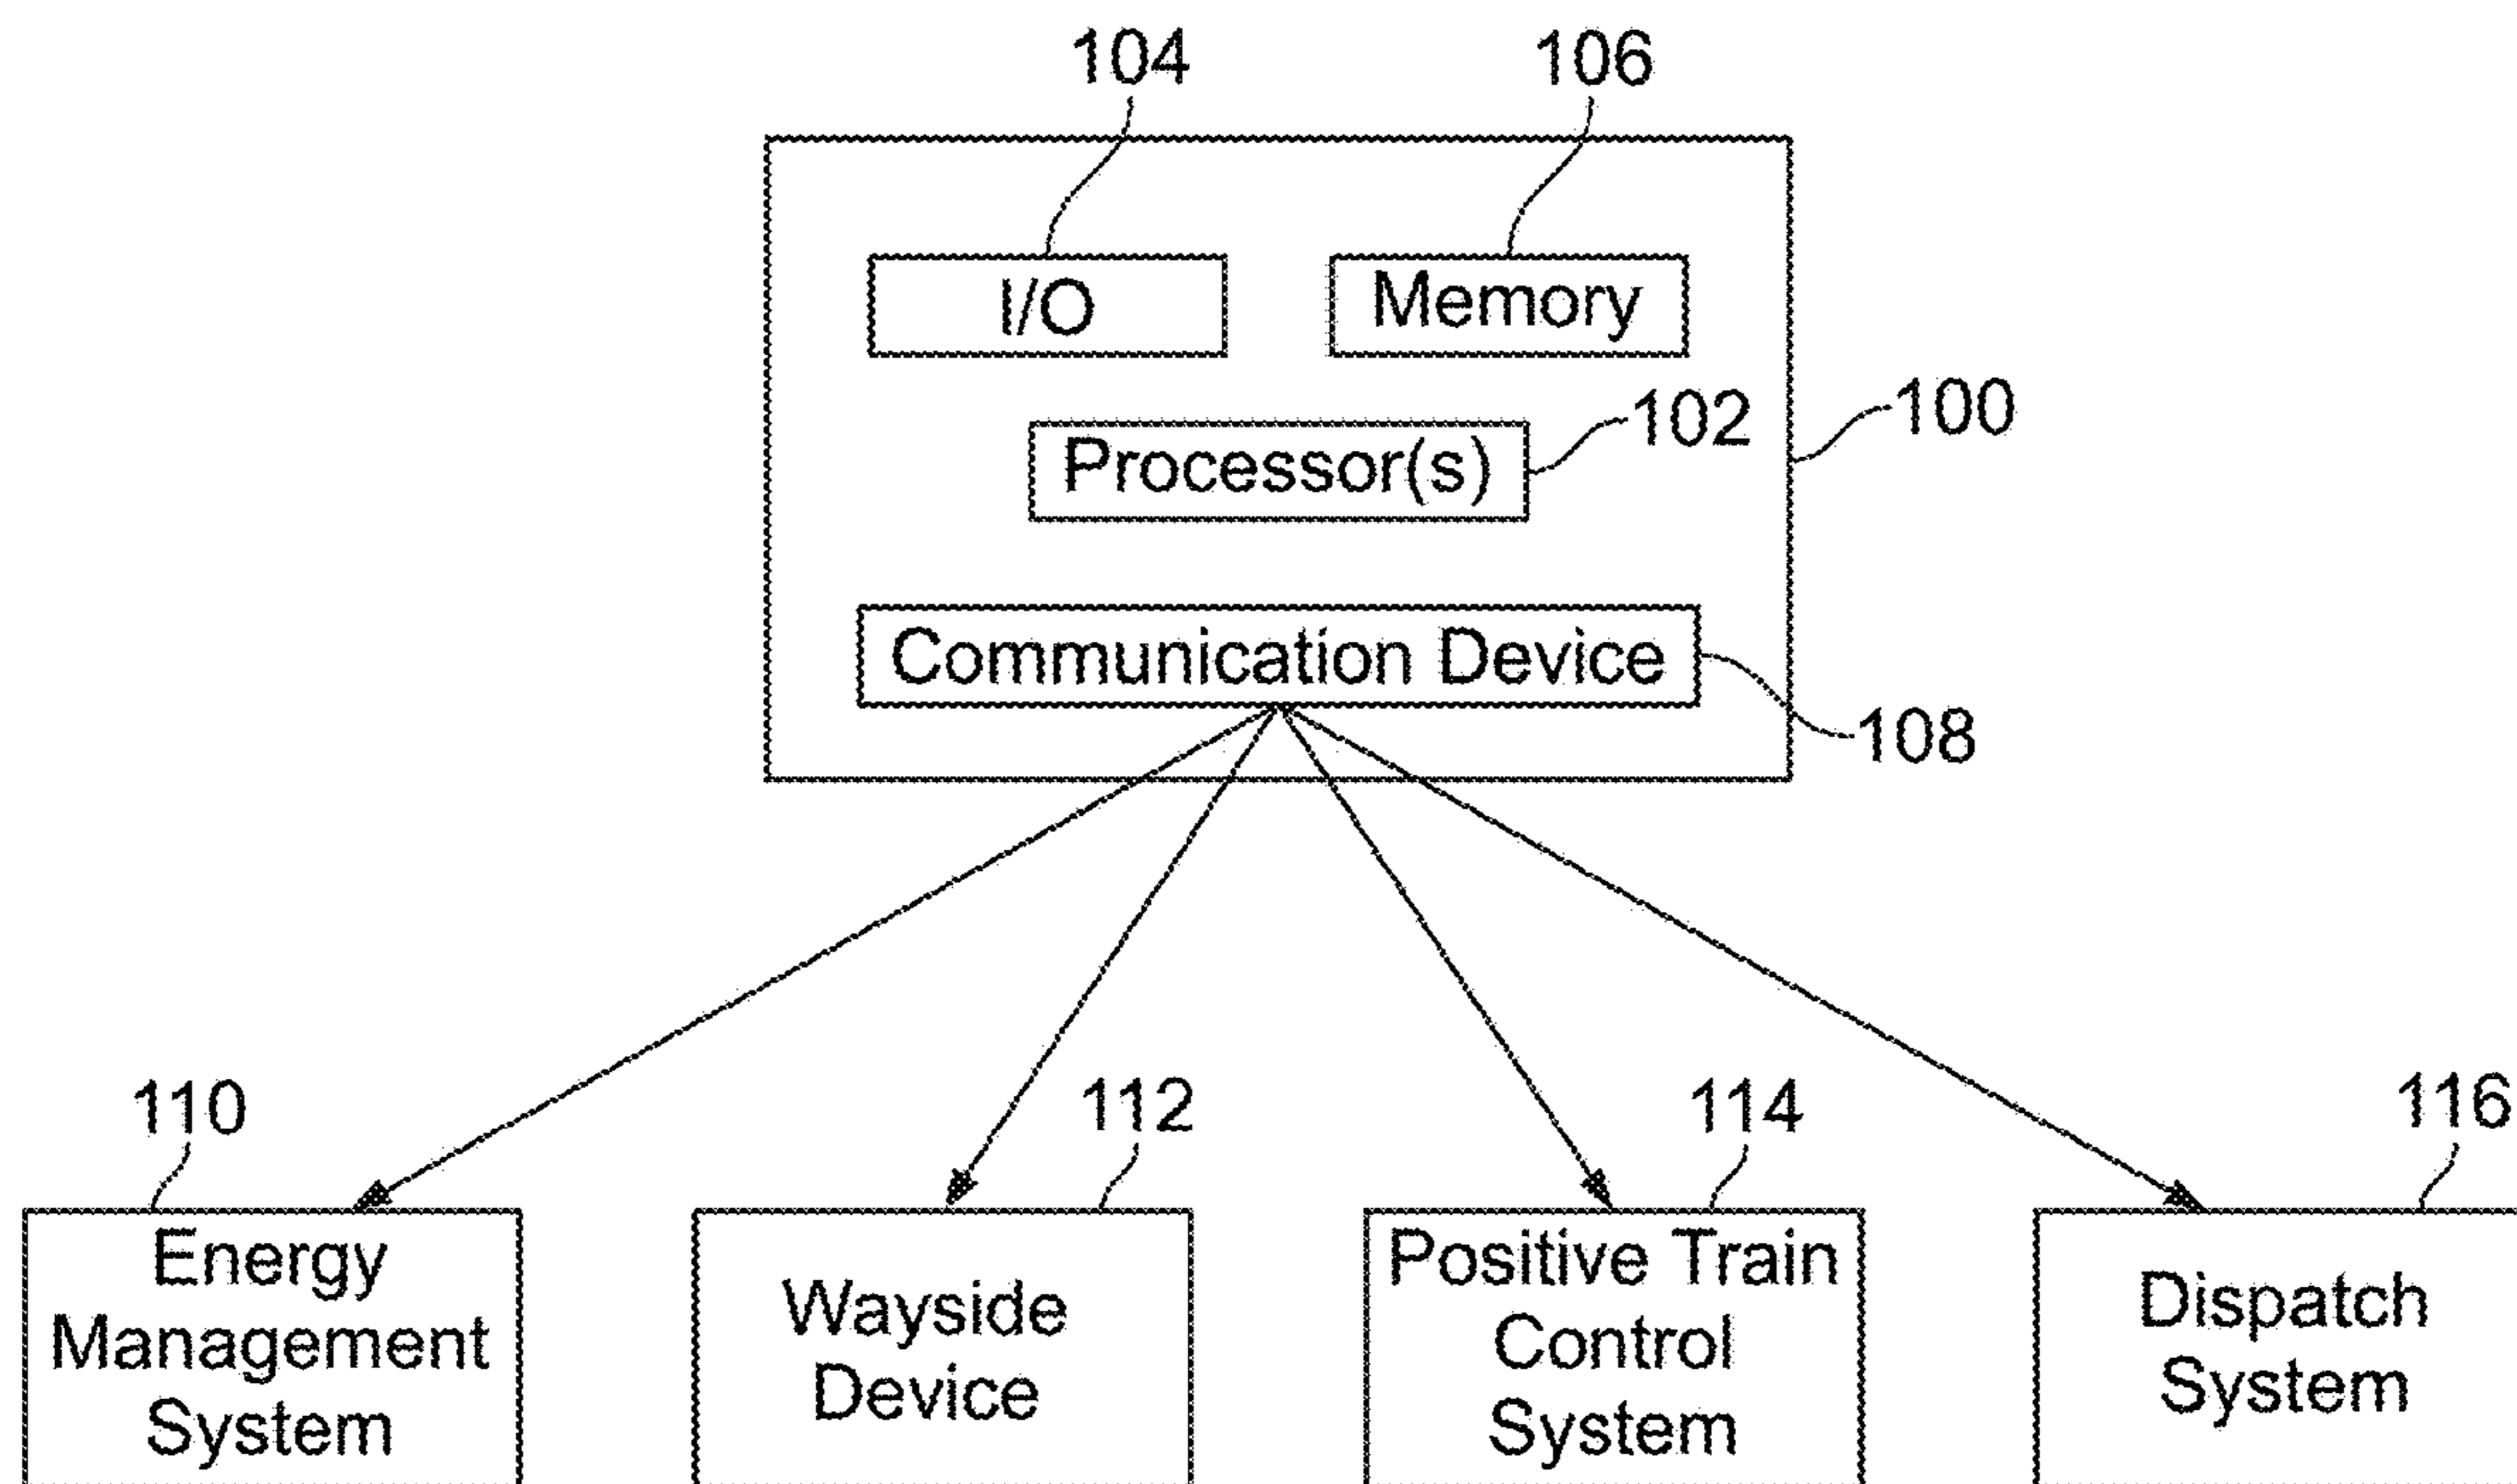 104
106
I/O
Memory
102
100
Processor(s)
Communication Device
108
110
112
114
116
Energy
Management
System
Wayside
Device
Positive Train
Control
System
Dispatch
System